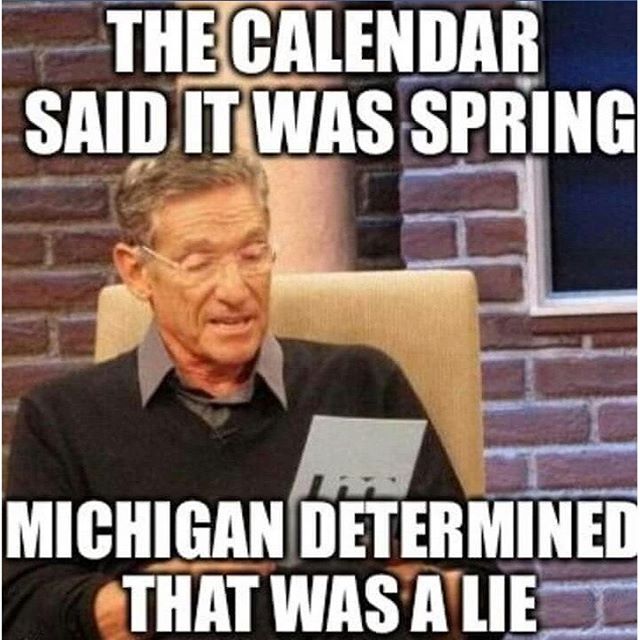 THE CALENDAR
SAID IT WAS SPRING
MICHIGAN DETERMINED
THAT WAS A LIE